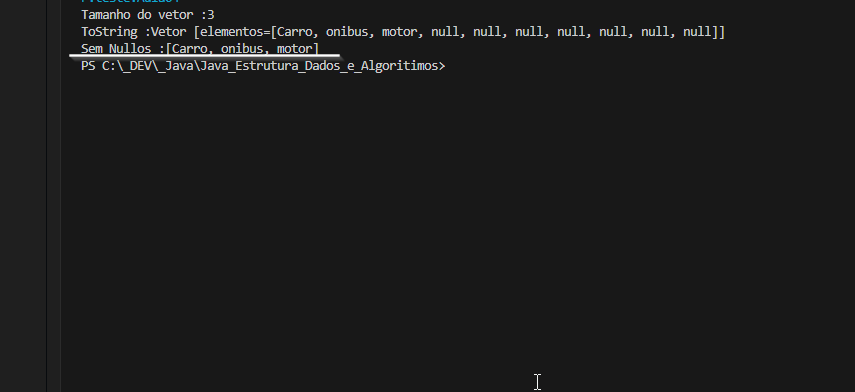 Tamanho do vetor :3
ToString :Vetor [elementos=[Carro, onibus, motor, null, null, null, null, null, null, null]]
Sem Nullos :[Carro, onibus, motor]
PS C:\_DEV\_Java\Java_Estrutura_Dados_e_Algoritimos>